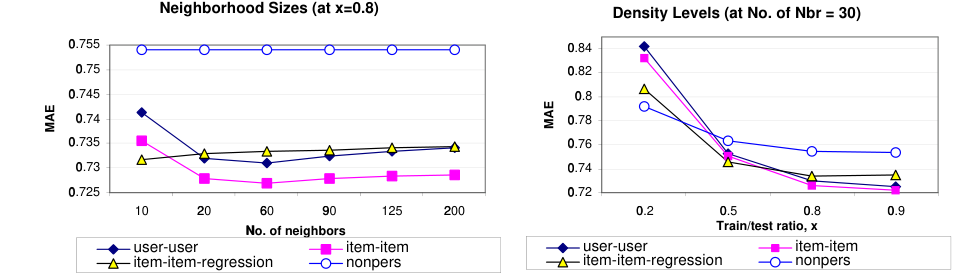 Neighborhood Sizes (at x=0.8)
0.755
0.75
0.745
0.74
0.735
0.73
0.725
MAE
10 20 60 90 125 200
No. of neighbors
user-user item-item
item-item-regression nonpers
Density Levels (at No. of Nbr = 30)
0.84
0.82
0.8
0.78
0.76
0.74
0.72
MAE
0.2 0.5 0.8 0.9
Train/test ratio, x
user-user item-item
item-item-regression nonpers